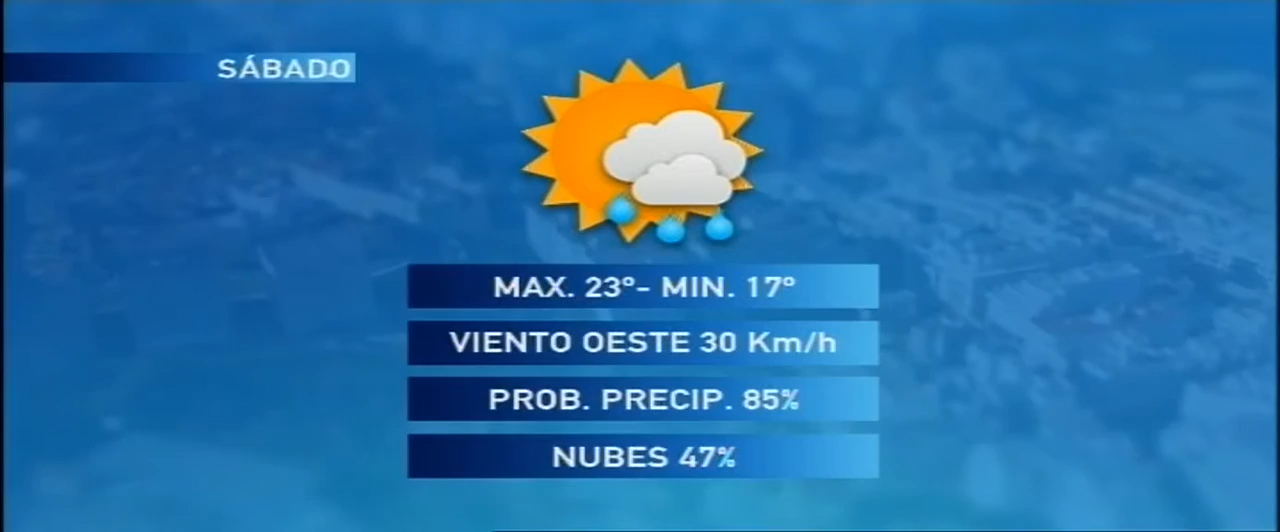 SÁBADO
MAX. 23º- MIN. 17º
VIENTO OESTE 30 Km/h
PROB. PRECIP. 85%
NUBES 47%